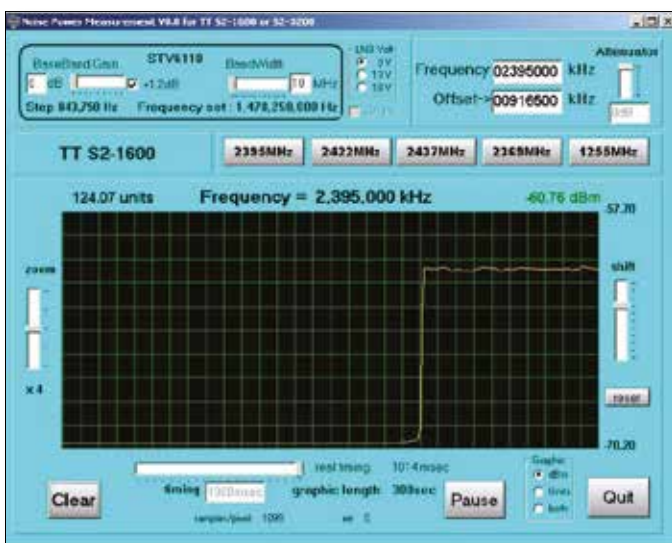 Noise Power Measurement V0.8 for TT S2-1600 or S2-3200
BaseBand Gain STV6110 BandWidth
dB +1.2dB 10 MHz
LNB Volt
0 V
13V
18V
Frequency 02395000 kHz
Offset-> 00916500 kHz
Attenuator
0dB
Step 843,750 Hz Frequency set : 1,478,250,000 Hz
TT S2-1600 2395MHz 2422MHz 2437MHz 2369MHz 1255MHz
124.07 units Frequency = 2,395,000 kHz -60.76 dBm
-57.70
zoom
shift
x 4
reset
-70.20
real timing 1014msec
timing 1000msec graphic length 300sec
Graphic
dBm
both
Clear Pause Quit
samples/pixel